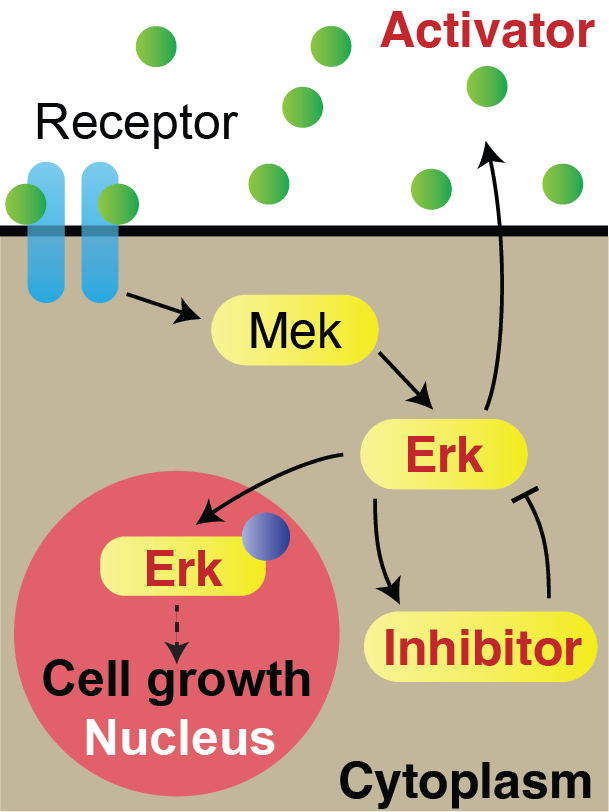 Activator
Receptor
Mek
Erk
Erk
Inhibitor
Cell growth
Nucleus
Cytoplasm